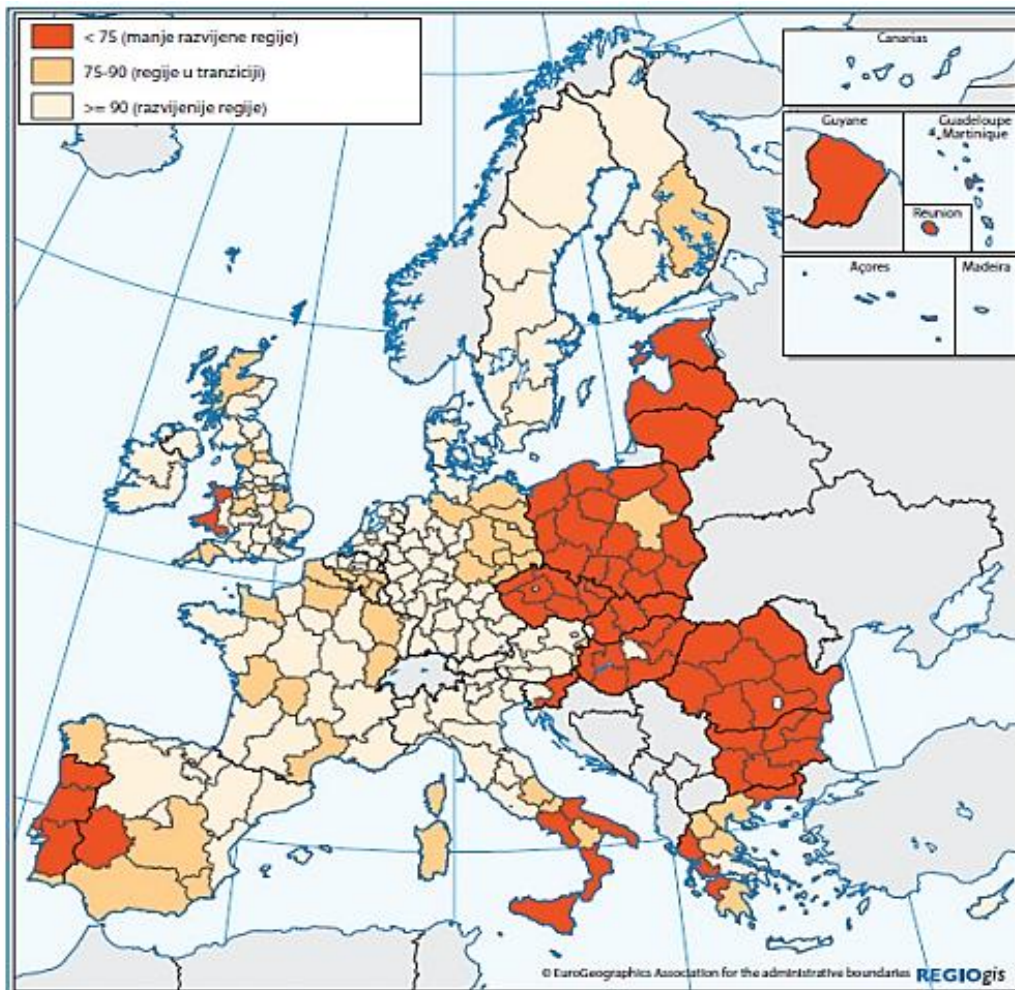 < 75 (manje razvijene regije)
75-90 (regije u tranziciji)
>= 90 (razvijenije regije)
Canarias
Guyane
Guadeloupe
Martinique
Reunion
Açores
Madeira
© EuroGeographics Association for the administrative boundaries REGIOgis